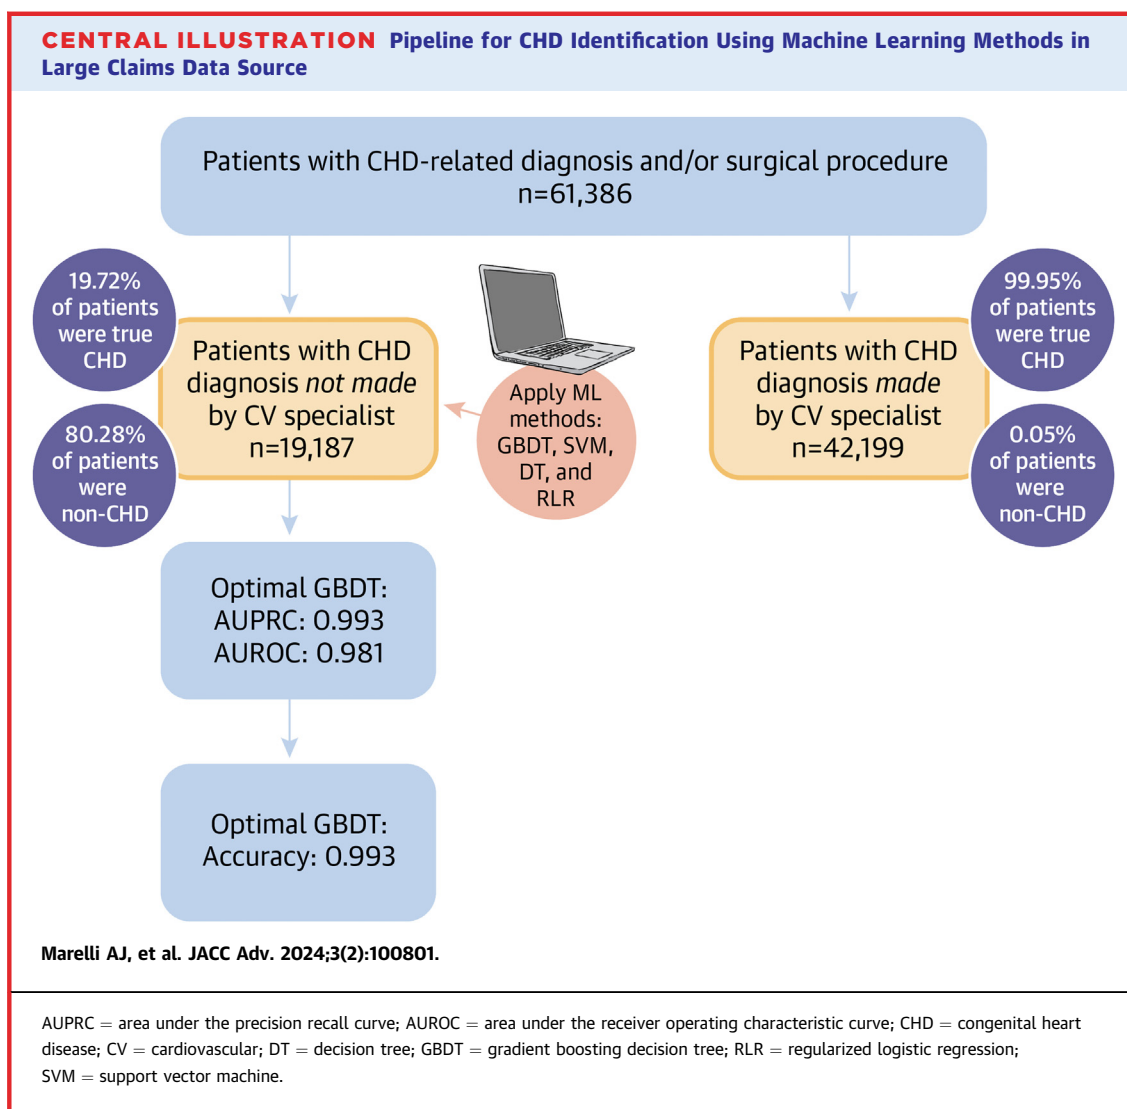 CENTRAL ILLUSTRATION Pipeline for CHD Identification Using Machine Learning Methods in
Large Claims Data Source
Patients with CHD-related diagnosis and/or surgical procedure
n=61,386
19.72%
of patients
were true
CHD
80.28%
of patients
were
non-CHD
Patients with CHD
diagnosis not made
by CV specialist
n=19,187
Apply ML
methods:
GBDT, SVM,
DT, and
RLR
Patients with CHD
diagnosis made
by CV specialist
n=42,199
99.95%
of patients
were true
CHD
0.05%
of patients
were
non-CHD
Optimal GBDT:
AUPRC: 0.993
AUROC: 0.981
Optimal GBDT:
Accuracy: 0.993
Marelli AJ, et al. JACC Adv. 2024;3(2):100801.
AUPRC = area under the precision recall curve; AUROC = area under the receiver operating characteristic curve; CHD = congenital heart
disease; CV = cardiovascular; DT = decision tree; GBDT = gradient boosting decision tree; RLR = regularized logistic regression;
SVM = support vector machine.